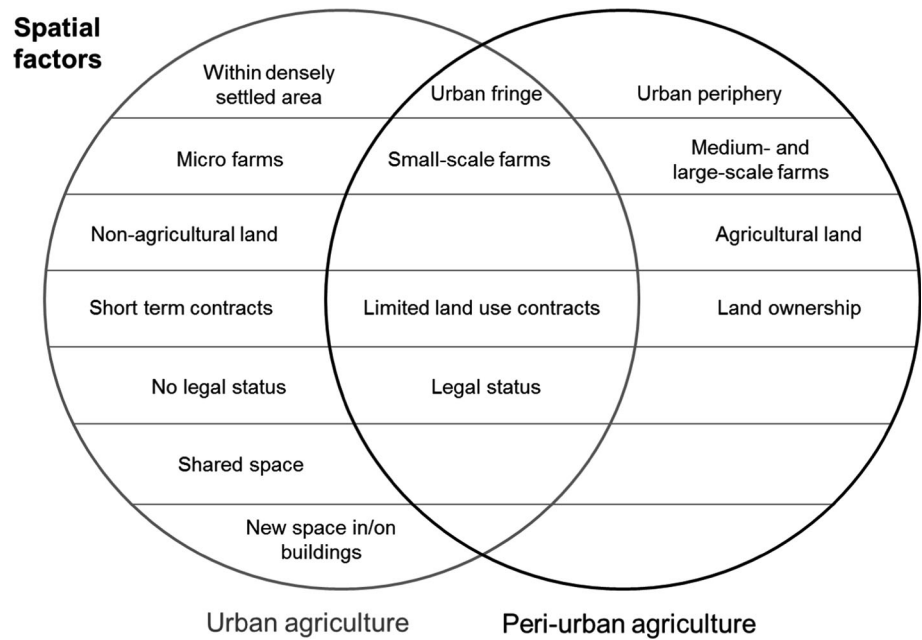 Spatial
factors
Within densely
settled area
Urban fringe
Urban periphery
Micro farms
Small-scale farms
Medium- and
large-scale farms
Non-agricultural land
Agricultural land
Short term contracts
Limited land use contracts
Land ownership
No legal status
Legal status
Shared space
New space in/on
buildings
Urban agriculture
Peri-urban agriculture